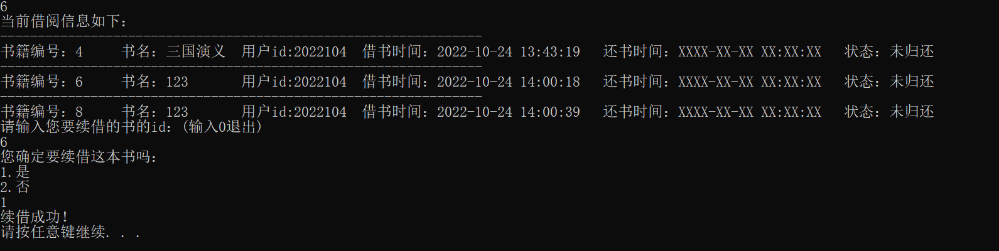 6
当前借阅信息如下:
----------------------------------------------------------------
书籍编号: 4     书名: 三国演义  用户id:2022104  借书时间: 2022-10-24 13:43:19   还书时间: XXXX-XX-XX XX:XX:XX   状态: 未归还
----------------------------------------------------------------
书籍编号: 6     书名: 123       用户id:2022104  借书时间: 2022-10-24 14:00:18   还书时间: XXXX-XX-XX XX:XX:XX   状态: 未归还
----------------------------------------------------------------
书籍编号: 8     书名: 123       用户id:2022104  借书时间: 2022-10-24 14:00:39   还书时间: XXXX-XX-XX XX:XX:XX   状态: 未归还
请输入您要续借的书的id: (输入0退出)
6
您确定要续借这本书吗:
1.是
2.否
1
续借成功!
请按任意键继续. . .